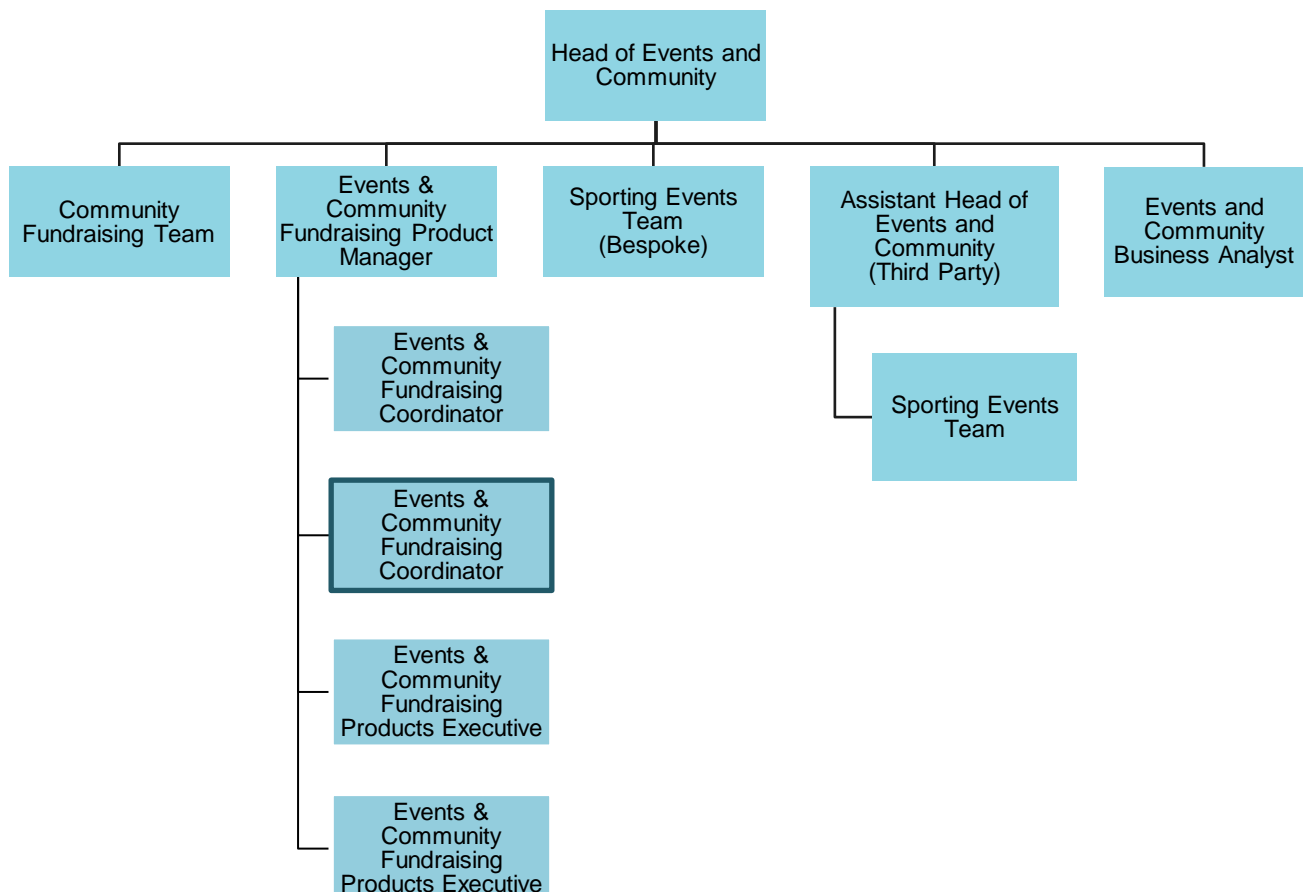 Head of Events and
Community
Community
Fundraising Team
Events &
Community
Fundraising Product
Manager
Sporting Events
Team
(Bespoke)
Assistant Head of
Events and
Community
(Third Party)
Events and
Community
Business Analyst
Events &
Community
Fundraising
Coordinator
Sporting Events
Team
Events &
Community
Fundraising
Coordinator
Events &
Community
Fundraising
Products Executive
Events &
Community
Fundraising
Products Executive